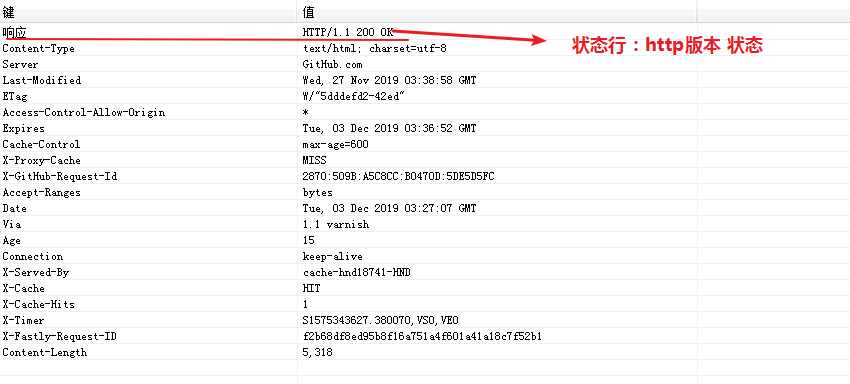 键 值
响应 HTTP/1.1 200 OK
状态行：http版本 状态
Content-Type text/html; charset=utf-8
Server GitHub.com
Last-Modified Wed, 27 Nov 2019 03:38:58 GMT
ETag W/"5dddefd2-42ed"
Access-Control-Allow-Origin *
Expires Tue, 03 Dec 2019 03:36:52 GMT
Cache-Control max-age=600
X-Proxy-Cache MISS
X-GitHub-Request-Id 2870:509B:A5C8CC:B0470D:5DE5D5FC
Accept-Ranges bytes
Date Tue, 03 Dec 2019 03:27:07 GMT
Via 1.1 varnish
Age 15
Connection keep-alive
X-Served-By cache-hnd18741-HND
X-Cache HIT
X-Cache-Hits 1
X-Timer S1575343627.380070,VS0,VE0
X-Fastly-Request-ID f2b68df8ed95b8f16a751a4f601a41a18c7f52b1
Content-Length 5,318